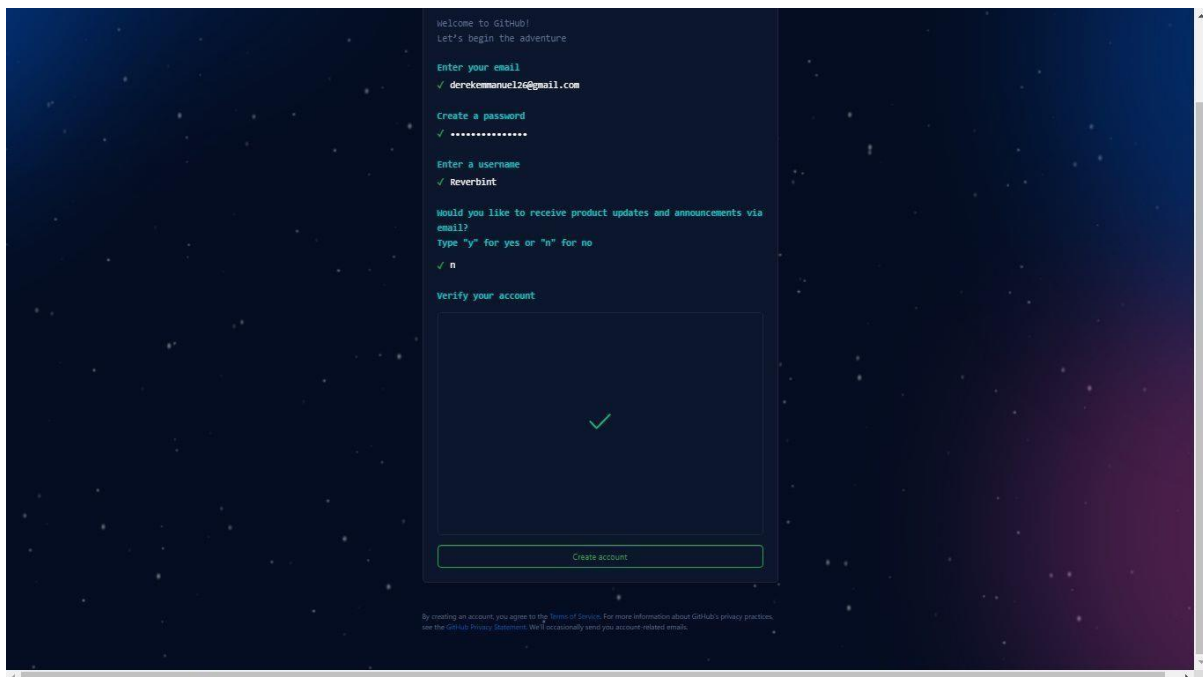 Welcome to GitHub!
Let's begin the adventure
Enter your email
✓ derekemmanuel26@gmail.com
Create a password
✓ •••••••••••••••
Enter a username
✓ Reverbint
Would you like to receive product updates and announcements via
email?
Type "y" for yes or "n" for no
✓ n
Verify your account
Create account
By creating an account, you agree to the Terms of Service. For more information about GitHub's privacy practices,
see the GitHub Privacy Statement. We'll occasionally send you account-related emails.